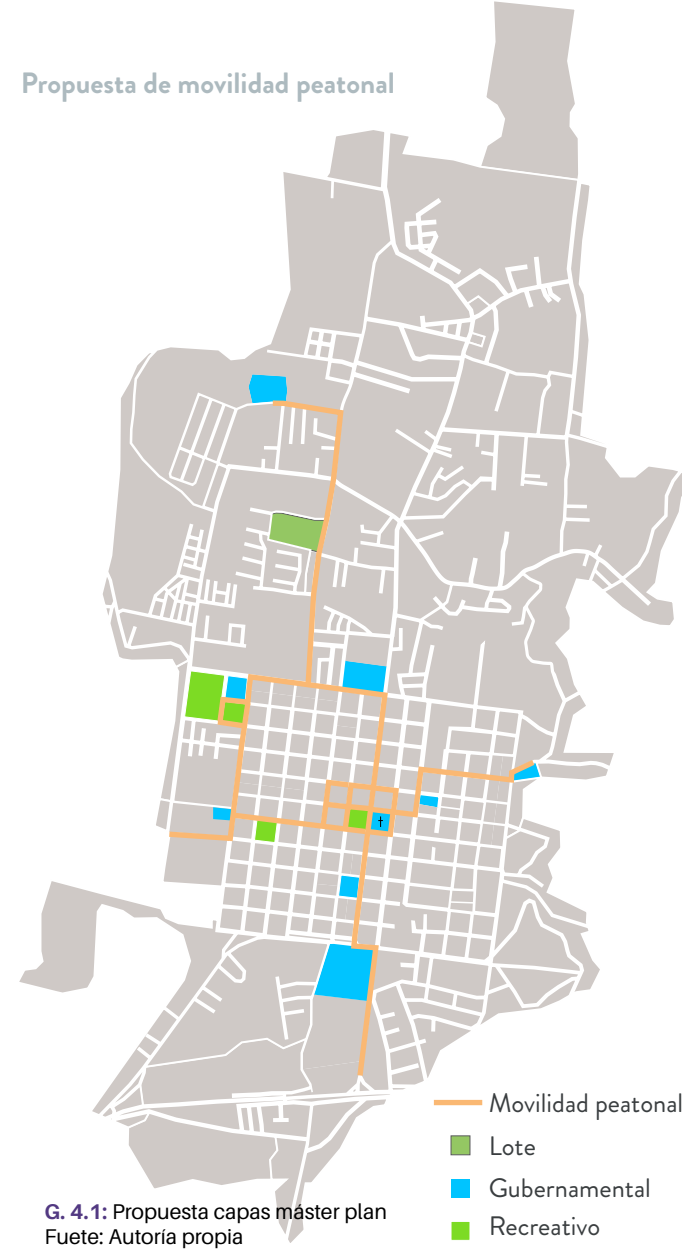 Propuesta de movilidad peatonal
Movilidad peatonal
Lote
Gubernamental
Recreativo
G. 4.1: Propuesta capas máster plan
Fuete: Autoría propia